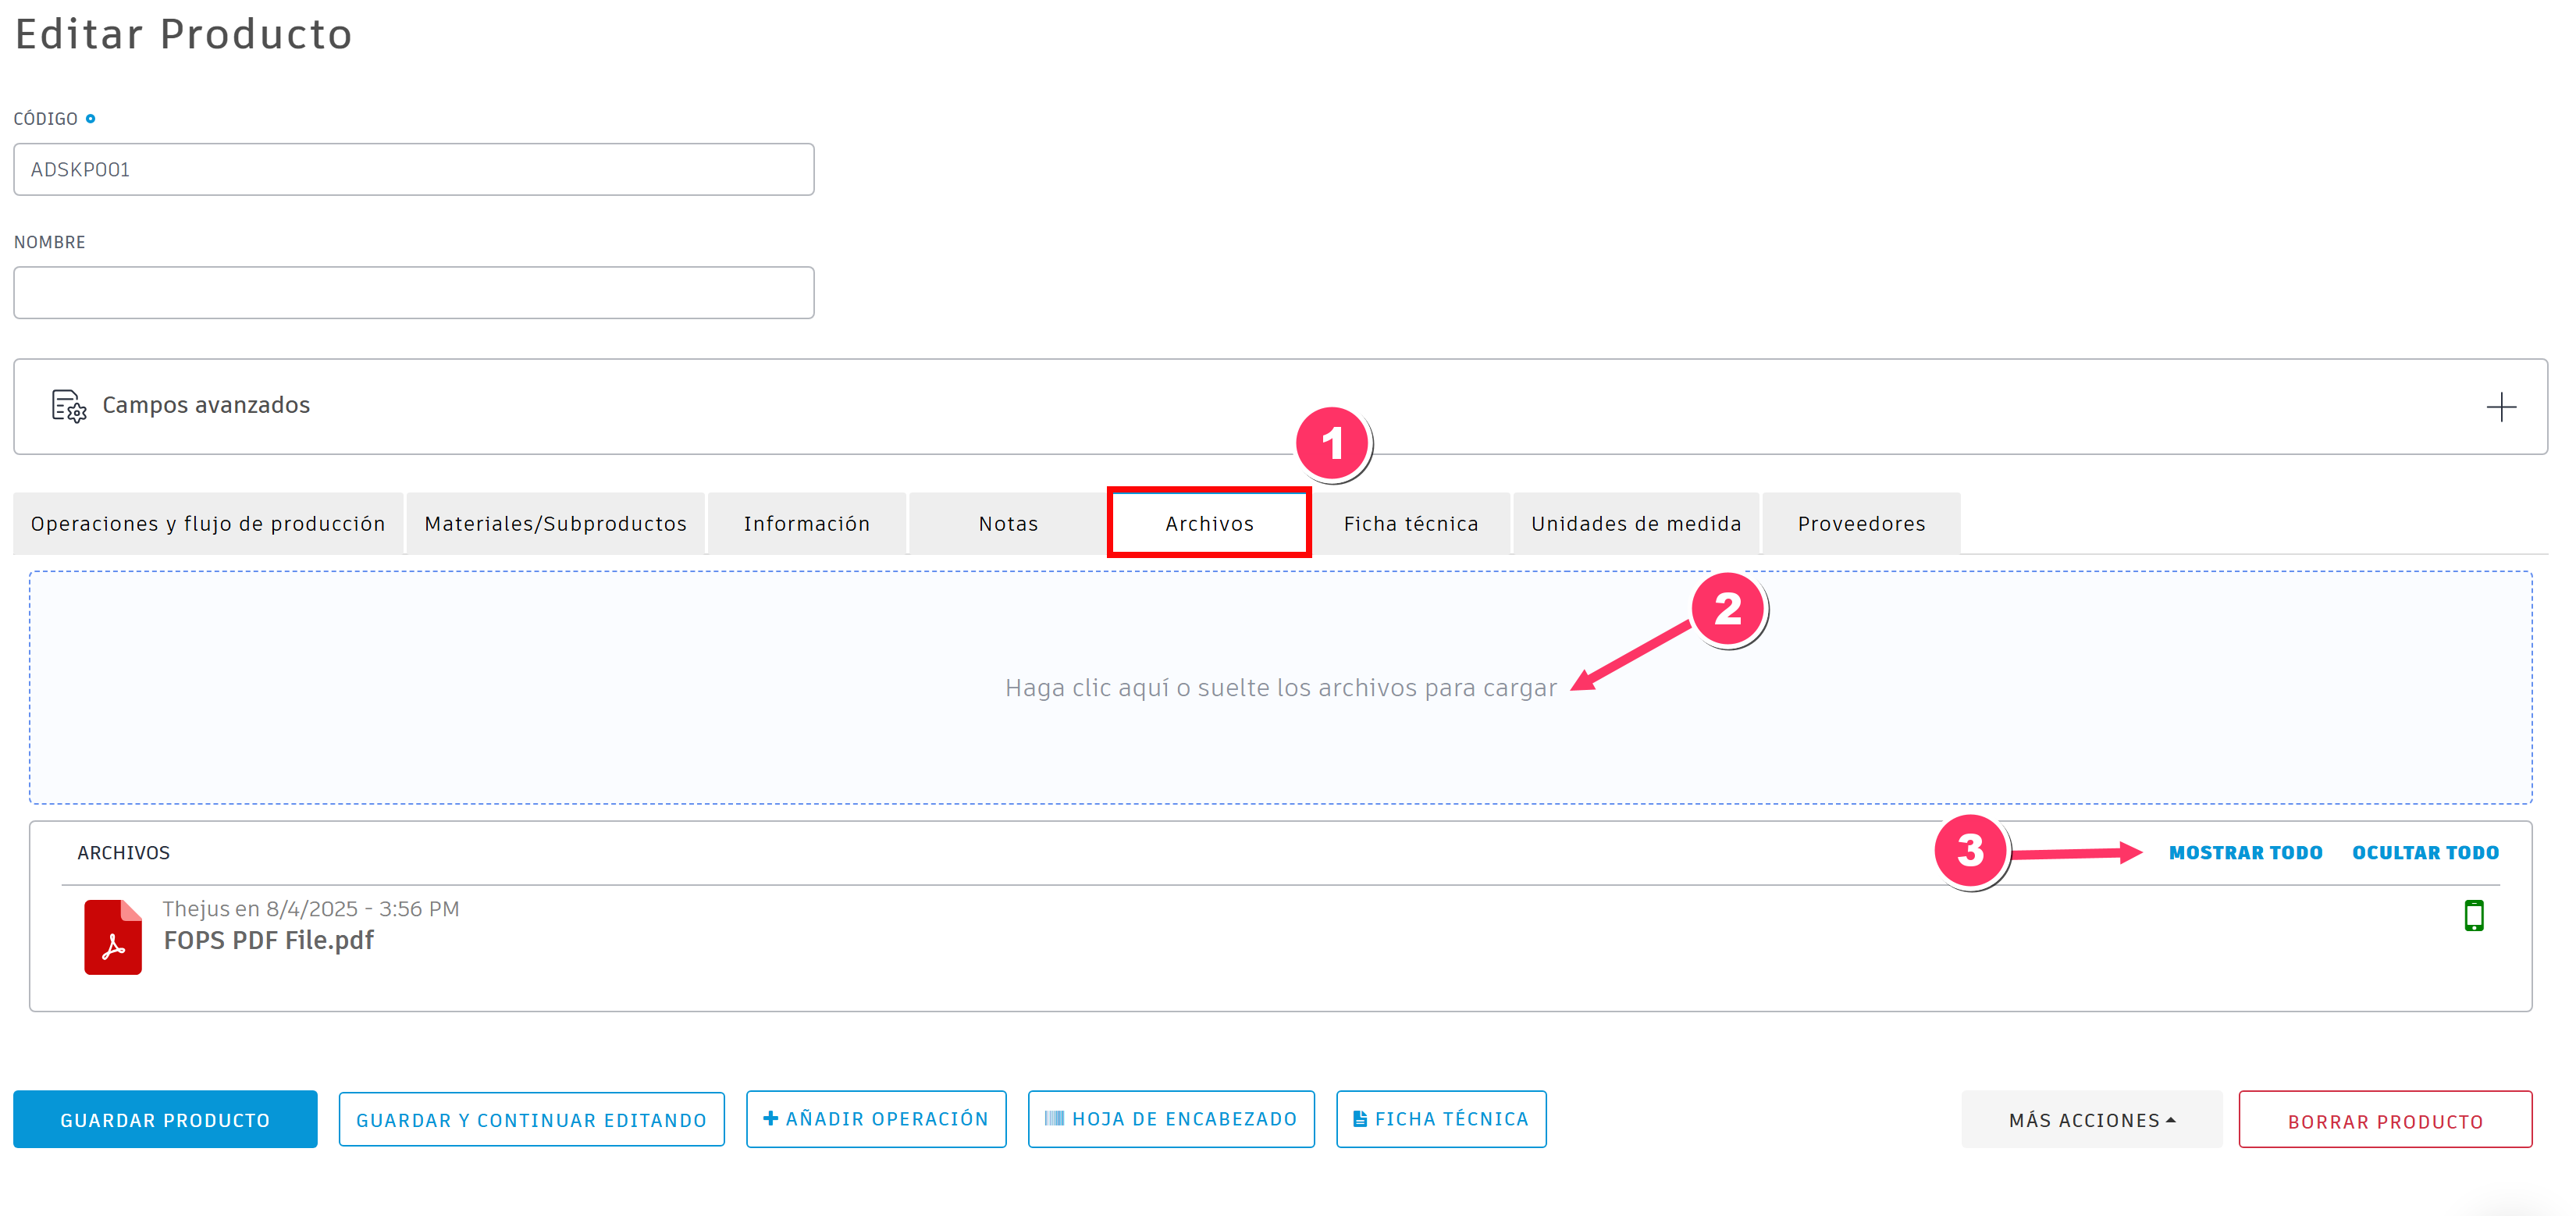 Editar Producto
CÓDIGO
ADSKP001
NOMBRE
Campos avanzados
1
Operaciones y flujo de producción Materiales/Subproductos Información Notas Archivos Ficha técnica Unidades de medida Proveedores
2
Haga clic aquí o suelte los archivos para cargar
ARCHIVOS 3 MOSTRAR TODO OCULTAR TODO
Thejus en 8/4/2025 - 3:56 PM
FOPS PDF File.pdf
GUARDAR PRODUCTO GUARDAR Y CONTINUAR EDITANDO AÑADIR OPERACIÓN HOJA DE ENCABEZADO FICHA TÉCNICA MÁS ACCIONES BORRAR PRODUCTO